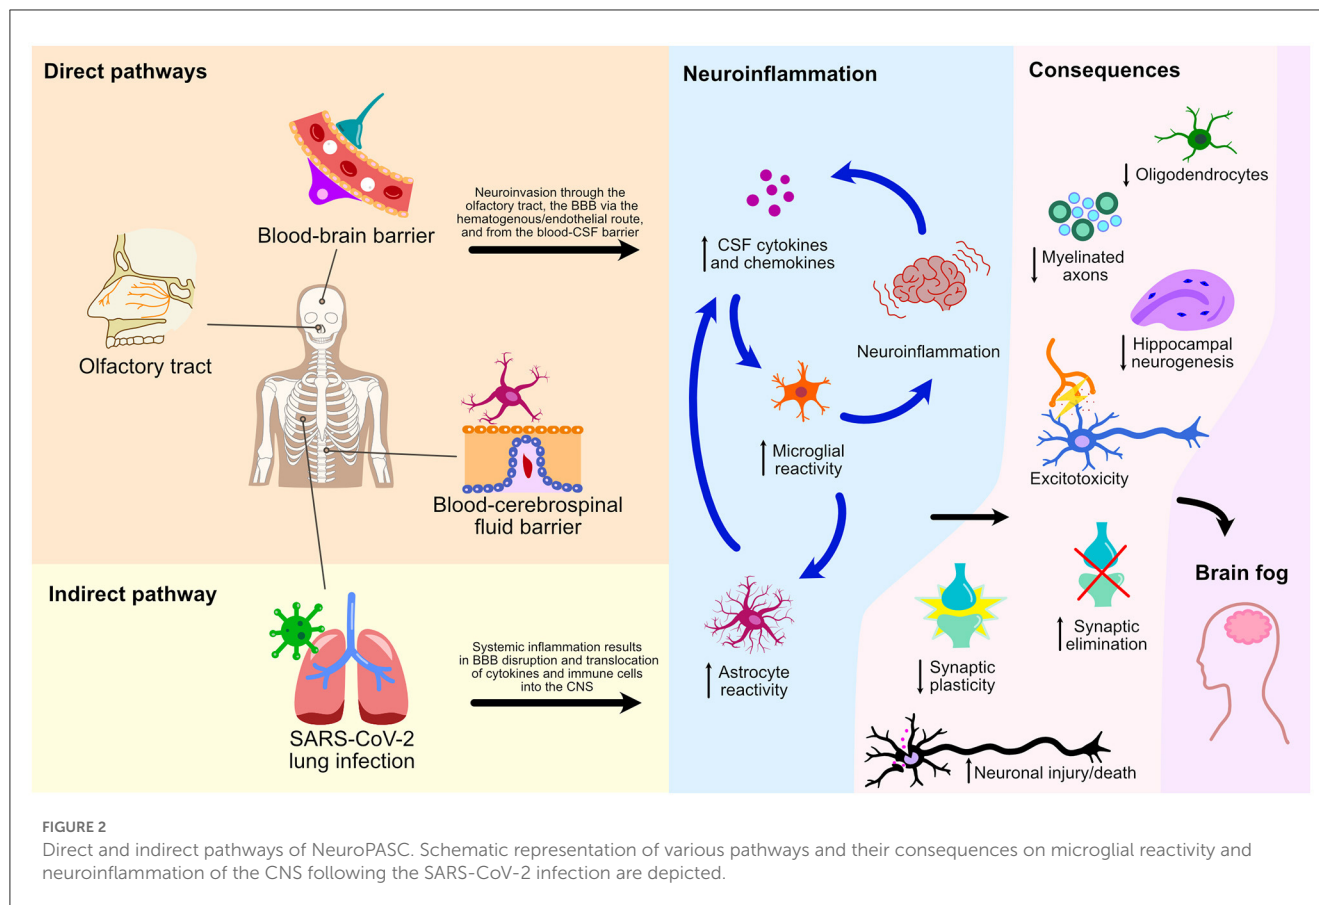 Direct pathways
Blood-brain barrier
Olfactory tract
Neuroinvasion through the
olfactory tract, the BBB via the
hematogenous/endothelial route,
and from the blood-CSF barrier
Blood-cerebrospinal
fluid barrier
Indirect pathway
SARS-CoV-2
lung infection
Systemic inflammation results
in BBB disruption and translocation
of cytokines and immune cells
into the CNS
Neuroinflammation
CSF cytokines
and chemokines
Neuroinflammation
Microglial
reactivity
Astrocyte
reactivity
Consequences
Oligodendrocytes
Myelinated
axons
Hippocampal
neurogenesis
Excitotoxicity
Synaptic
elimination
Synaptic
plasticity
Neuronal injury/death
Brain fog
FIGURE 2
Direct and indirect pathways of NeuroPASC. Schematic representation of various pathways and their consequences on microglial reactivity and
neuroinflammation of the CNS following the SARS-CoV-2 infection are depicted.